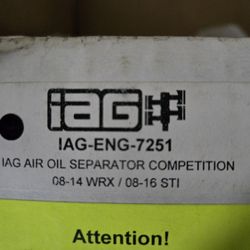 iAG
IAG-ENG-7251
IAG AIR OIL SEPARATOR COMPETITION
08-14 WRX / 08-16 STI
Attention!